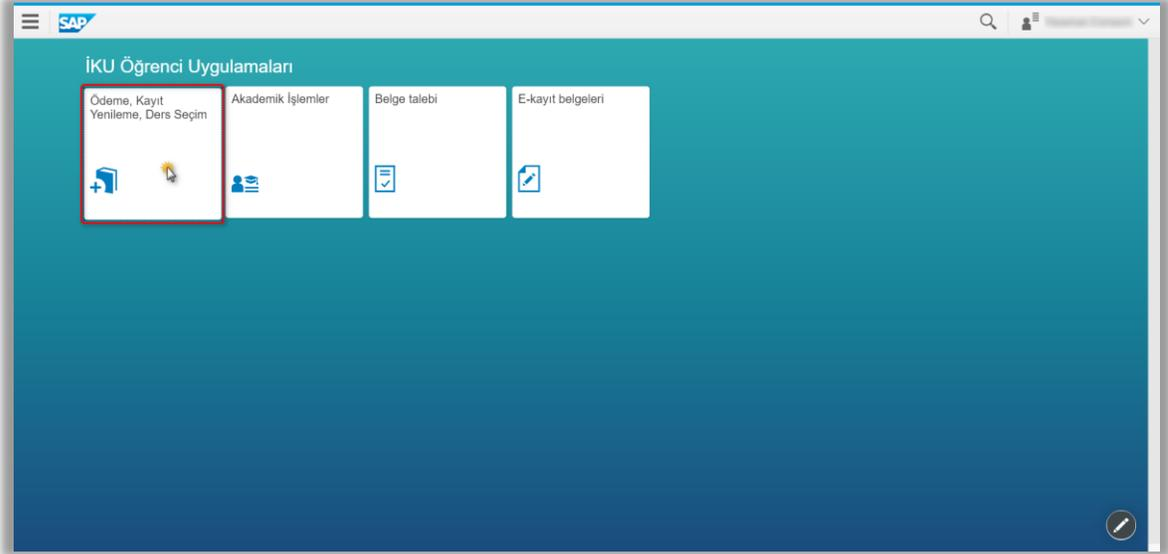 SAP
İKU Öğrenci Uygulamaları
Ödeme, Kayıt
Yenileme, Ders Seçim
Akademik İşlemler
Belge talebi
E-kayıt belgeleri